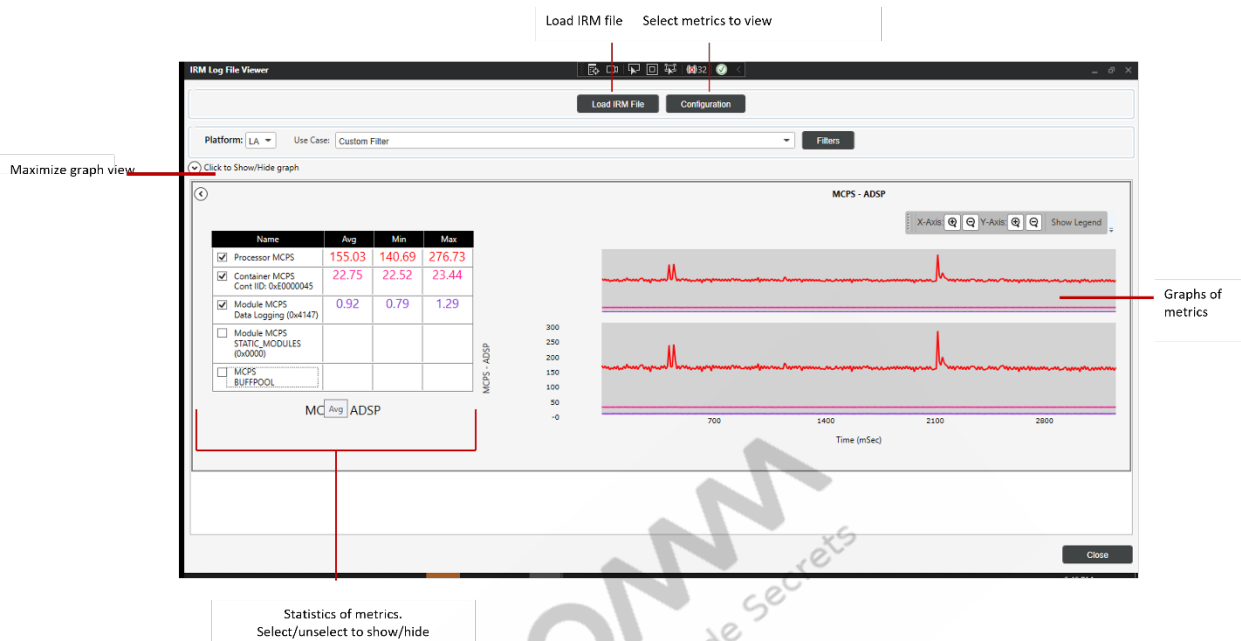 Load IRM file
Select metrics to view
IRM Log File Viewer
32
Load IRM File
Configuration
Platform: LA
Use Case: Custom Filter
Filters
Maximize graph view
Click to Show/Hide graph
MCPS - ADSP
X-Axis: Y-Axis: Show Legend
Name Avg Min Max
Processor MCPS 155.03 140.69 276.73
Container MCPS 22.75 22.52 23.44
Cont IID: 0xE0000045
Module MCPS 0.92 0.79 1.29
Data Logging (0x4147)
Module MCPS
STATIC_MODULES
(0x0000)
MCPS
BUFFPOOL
MC Avg ADSP
MCPS - ADSP
300
250
200
150
100
50
-0
700 1400 2100 2800
Time (mSec)
Graphs of
metrics
Close
Statistics of metrics.
Select/unselect to show/hide
de Secrets